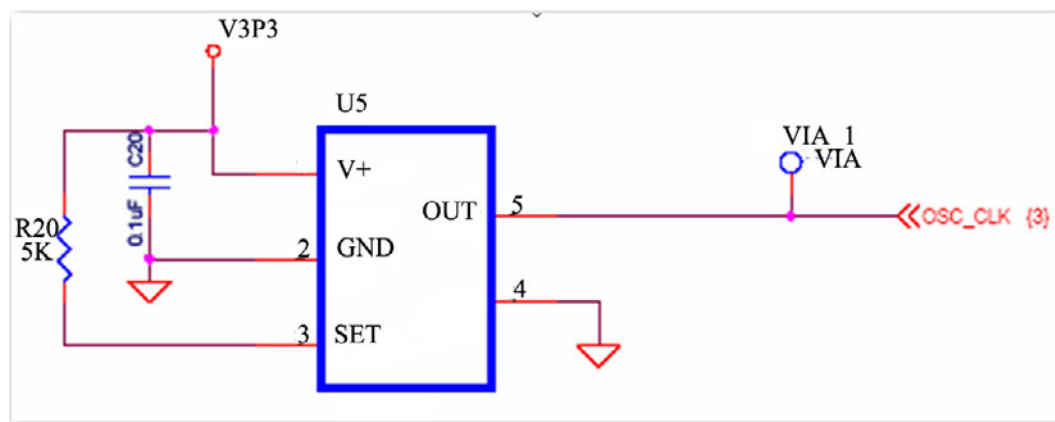 V3P3
U5
C20
0.1uF
R20
5K
V+
2
GND
3
SET
OUT
5
4
VIA_1
VIA
OSC_CLK {3}